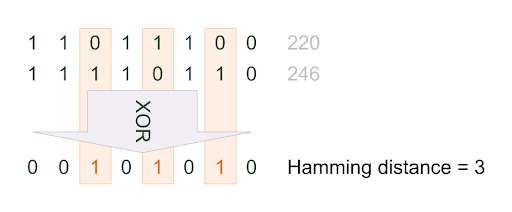 1 1 0 1 1 1 0 0 220
1 1 1 1 0 1 1 0 246
XOR
0 0 1 0 1 0 1 0 Hamming distance = 3